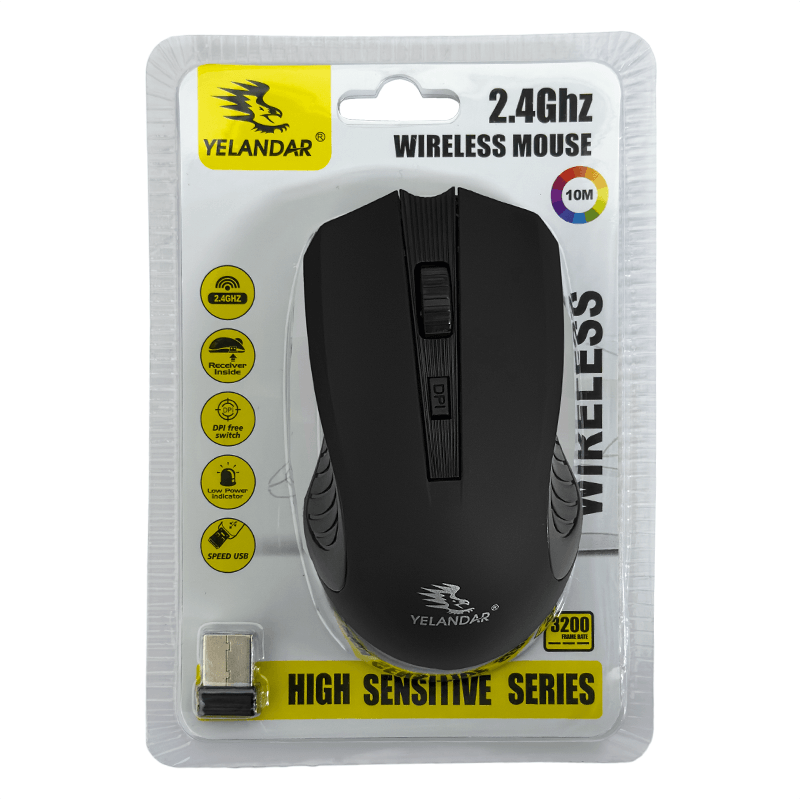 YELANDAR®
2.4Ghz
WIRELESS MOUSE
10M
2.4GHZ
Receiver
Inside
DPI
DPI free
switch
Low Power
indicator
SPEED USB
DPI
WIRELESS
YELANDAR®
3200
FRAME RATE
HIGH SENSITIVE SERIES